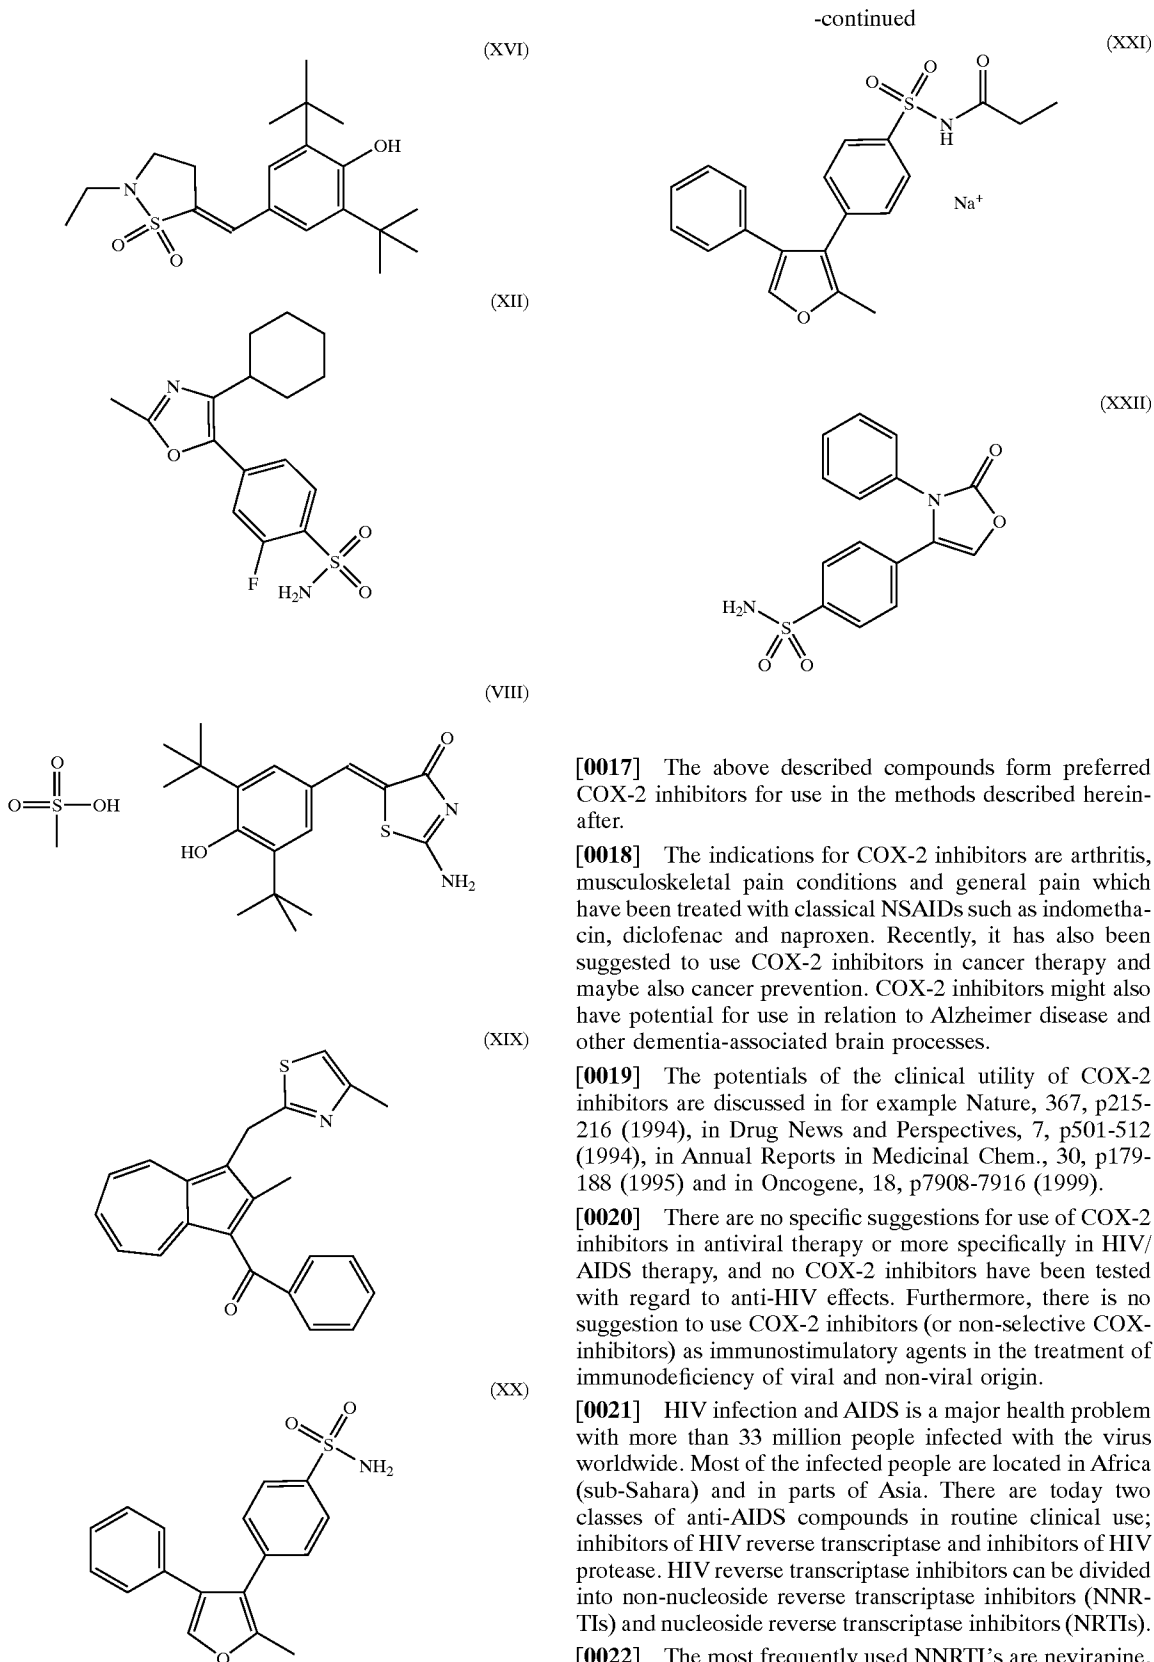 (XVI)
OH
N
S
O
O
(XII)
N
O
F
S
O
H₂N
O
(VIII)
O
O
O=S—OH
N
S
HO
NH₂
(XIX)
S
N
O
(XX)
O
O
S
NH₂
O
-continued
(XXI)
O
O
O
S
N
H
Na⁺
O
(XXII)
O
N
O
H₂N
S
O
O
[0017] The above described compounds form preferred
COX-2 inhibitors for use in the methods described herein-
after.
[0018] The indications for COX-2 inhibitors are arthritis,
musculoskeletal pain conditions and general pain which
have been treated with classical NSAIDs such as indometha-
cin, diclofenac and naproxen. Recently, it has also been
suggested to use COX-2 inhibitors in cancer therapy and
maybe also cancer prevention. COX-2 inhibitors might also
have potential for use in relation to Alzheimer disease and
other dementia-associated brain processes.
[0019] The potentials of the clinical utility of COX-2
inhibitors are discussed in for example Nature, 367, p215-
216 (1994), in Drug News and Perspectives, 7, p501-512
(1994), in Annual Reports in Medicinal Chem., 30, p179-
188 (1995) and in Oncogene, 18, p7908-7916 (1999).
[0020] There are no specific suggestions for use of COX-2
inhibitors in antiviral therapy or more specifically in HIV/
AIDS therapy, and no COX-2 inhibitors have been tested
with regard to anti-HIV effects. Furthermore, there is no
suggestion to use COX-2 inhibitors (or non-selective COX-
inhibitors) as immunostimulatory agents in the treatment of
immunodeficiency of viral and non-viral origin.
[0021] HIV infection and AIDS is a major health problem
with more than 33 million people infected with the virus
worldwide. Most of the infected people are located in Africa
(sub-Sahara) and in parts of Asia. There are today two
classes of anti-AIDS compounds in routine clinical use;
inhibitors of HIV reverse transcriptase and inhibitors of HIV
protease. HIV reverse transcriptase inhibitors can be divided
into non-nucleoside reverse transcriptase inhibitors (NNR-
TIs) and nucleoside reverse transcriptase inhibitors (NRTIs).
[0022] The most frequently used NNRTI's are nevirapine,